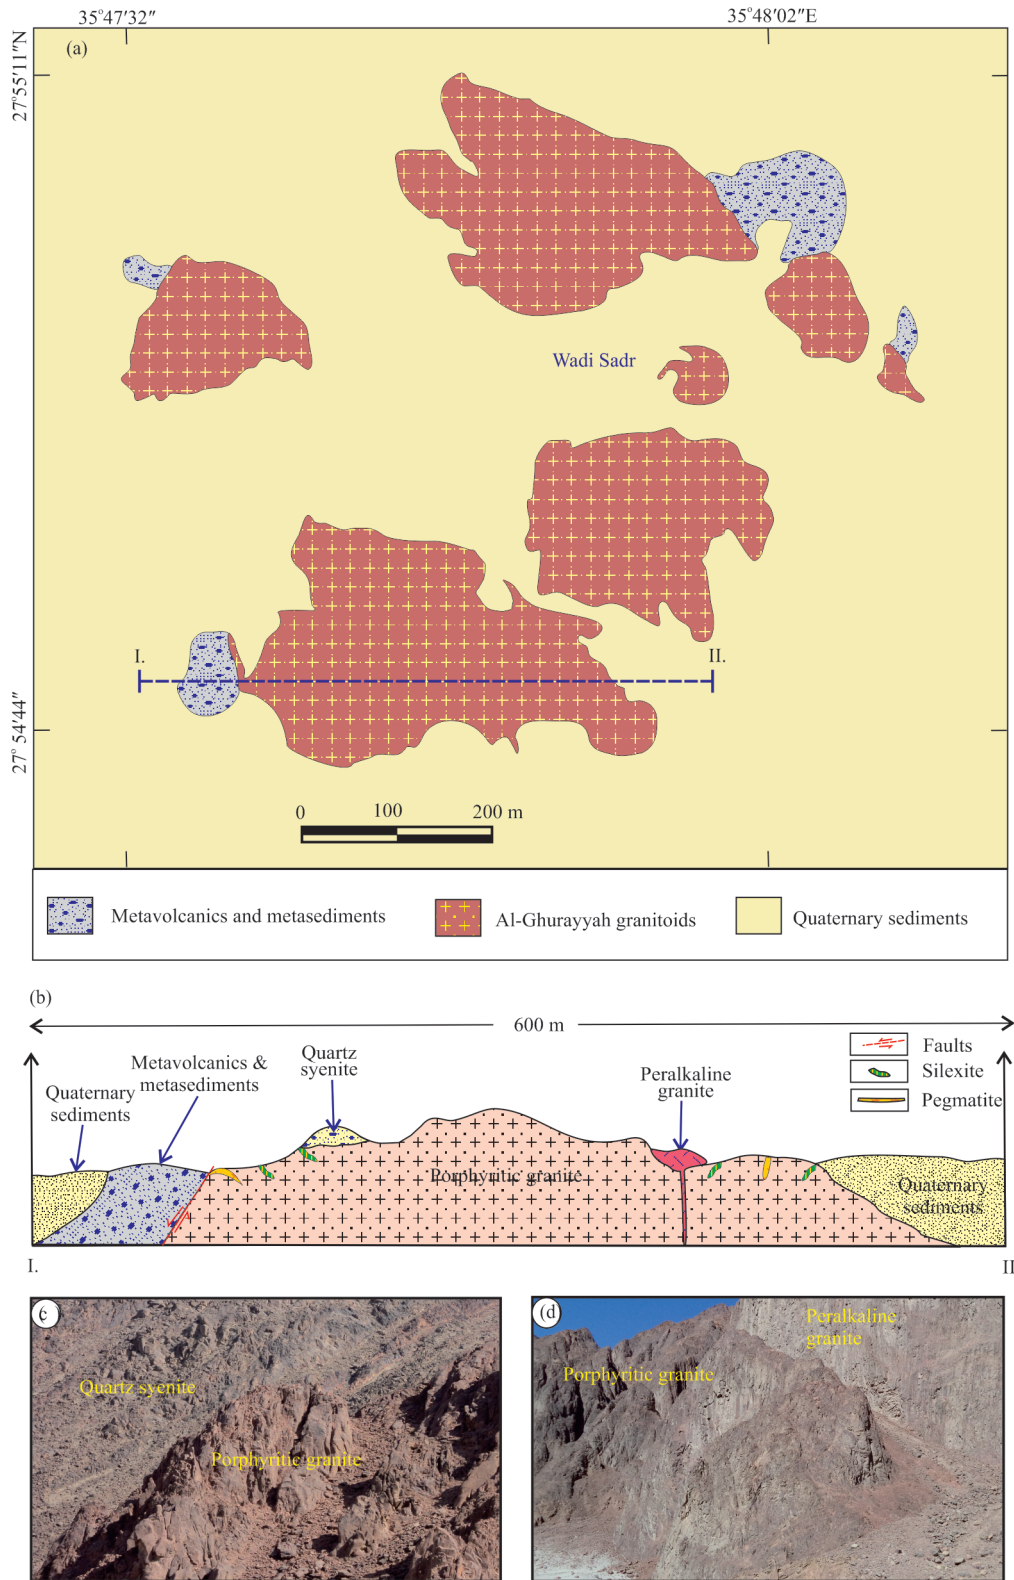 35°47′32″
35°48′02″E
(a)
27°55′11″N
Wadi Sadr
I.
II.
27° 54′44″
0
100
200 m
Metavolcanics and metasediments
Al-Ghurayyah granitoids
Quaternary sediments
(b)
600 m
Quaternary
sediments
Metavolcanics &
metasediments
Quartz
syenite
Peralkaline
granite
Faults
Silexite
Pegmatite
Porphyritic granite
Quaternary
sediments
I.
II
c
Quartz syenite
Porphyritic granite
(d)
Peralkaline
granite
Porphyritic granite